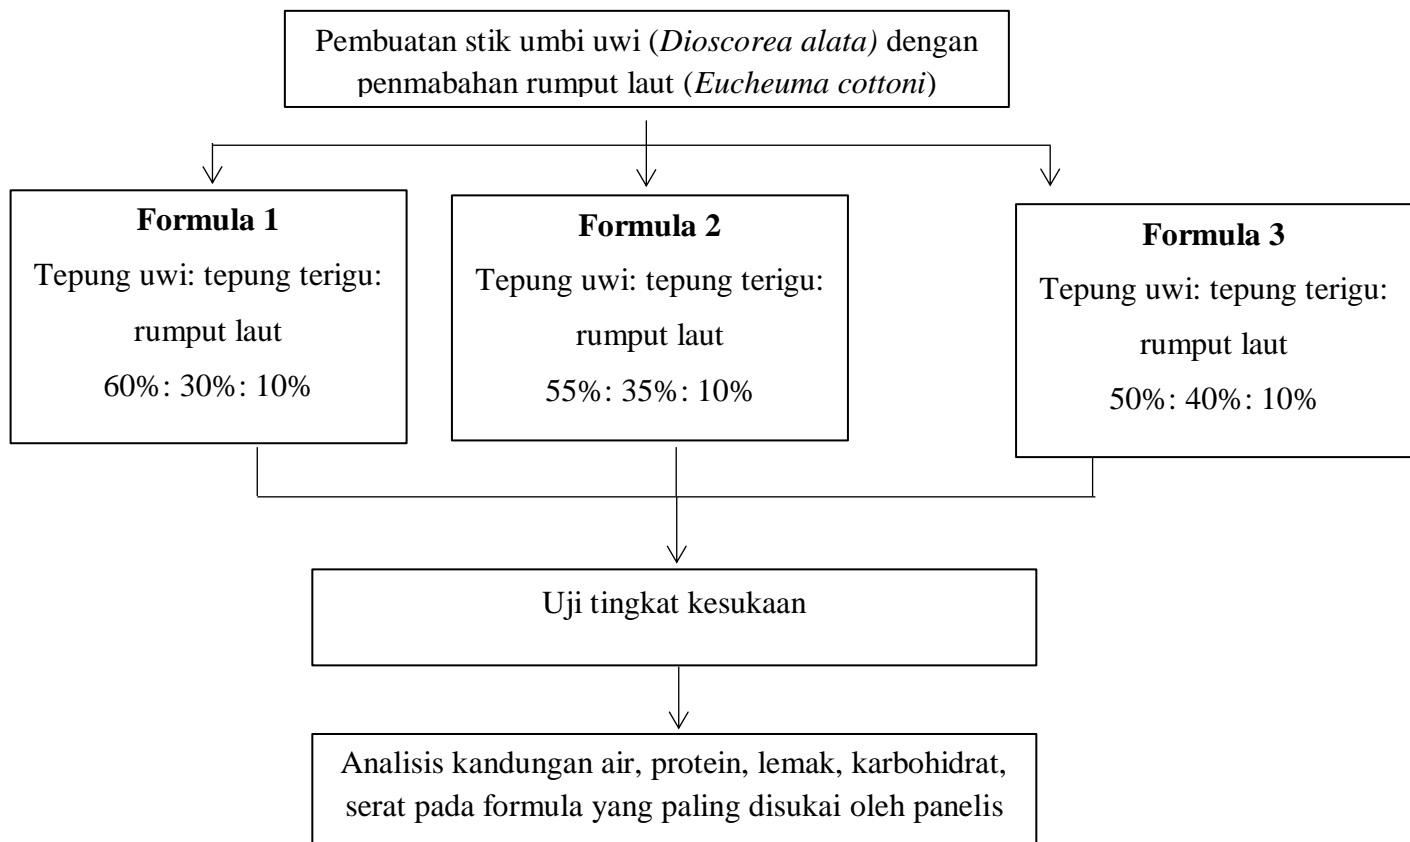 Pembuatan stik umbi uwi (Dioscorea alata) dengan
penmabahan rumput laut (Eucheuma cottoni)
Formula 1
Tepung uwi: tepung terigu:
rumput laut
60%: 30%: 10%
Formula 2
Tepung uwi: tepung terigu:
rumput laut
55%: 35%: 10%
Formula 3
Tepung uwi: tepung terigu:
rumput laut
50%: 40%: 10%
Uji tingkat kesukaan
Analisis kandungan air, protein, lemak, karbohidrat,
serat pada formula yang paling disukai oleh panelis